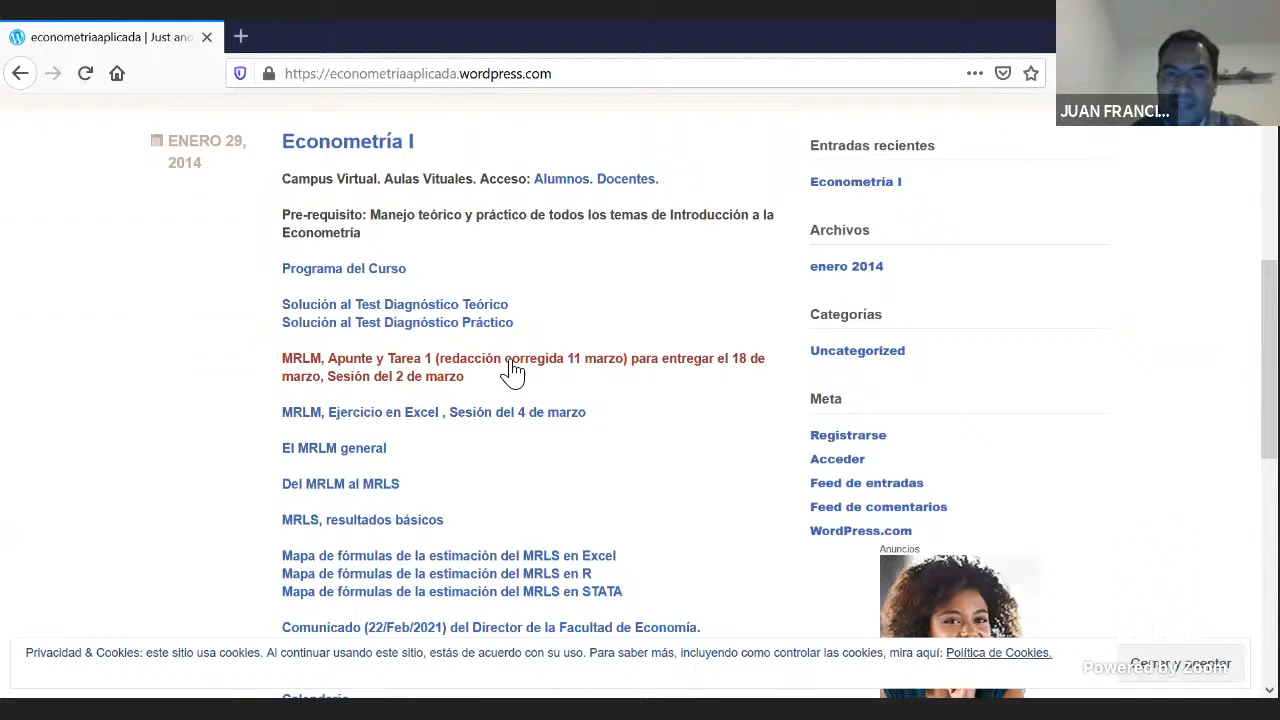 econometriaaplicada | Just ano
https://econometriaaplicada.wordpress.com
JUAN FRANCI...
ENERO 29,
2014
Econometría I
Campus Virtual. Aulas Vituales. Acceso: Alumnos. Docentes.
Pre-requisito: Manejo teórico y práctico de todos los temas de Introducción a la
Econometría
Programa del Curso
Solución al Test Diagnóstico Teórico
Solución al Test Diagnóstico Práctico
MRLM, Apunte y Tarea 1 (redacción corregida 11 marzo) para entregar el 18 de
marzo, Sesión del 2 de marzo
MRLM, Ejercicio en Excel , Sesión del 4 de marzo
El MRLM general
Del MRLM al MRLS
MRLS, resultados básicos
Mapa de fórmulas de la estimación del MRLS en Excel
Mapa de fórmulas de la estimación del MRLS en R
Mapa de fórmulas de la estimación del MRLS en STATA
Comunicado (22/Feb/2021) del Director de la Facultad de Economía.
Calendario
Entradas recientes
Econometría I
Archivos
enero 2014
Categorías
Uncategorized
Meta
Registrarse
Acceder
Feed de entradas
Feed de comentarios
WordPress.com
Anuncios
Privacidad & Cookies: este sitio usa cookies. Al continuar usando este sitio, estás de acuerdo con su uso. Para saber más, incluyendo como controlar las cookies, mira aquí: Política de Cookies.
Cerrar y aceptar
Powered by Zoom